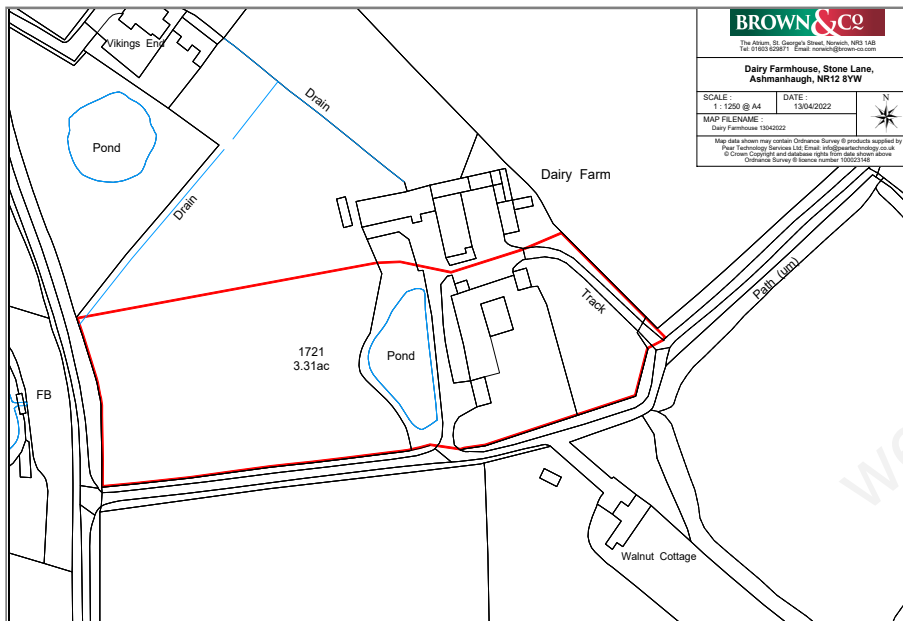 BROWN&CO
The Atrium, St. George's Street, Norwich, NR3 1AB
Tel: 01603 629871 Email: norwich@brown-co.com
Dairy Farmhouse, Stone Lane,
Ashmanhaugh, NR12 8YW
SCALE :
1 : 1250 @ A4
DATE :
13/04/2022
N
MAP FILENAME :
Dairy Farmhouse 13042022
Map data shown may contain Ordnance Survey ® products supplied by
Pear Technology Services Ltd; Email: info@peartechnology.co.uk
© Crown Copyright and database rights from date shown above
Ordnance Survey ® licence number 100023148
Vikings End
Drain
Pond
Dairy Farm
Drain
Path (um)
Track
1721
3.31ac
Pond
FB
we
Walnut Cottage